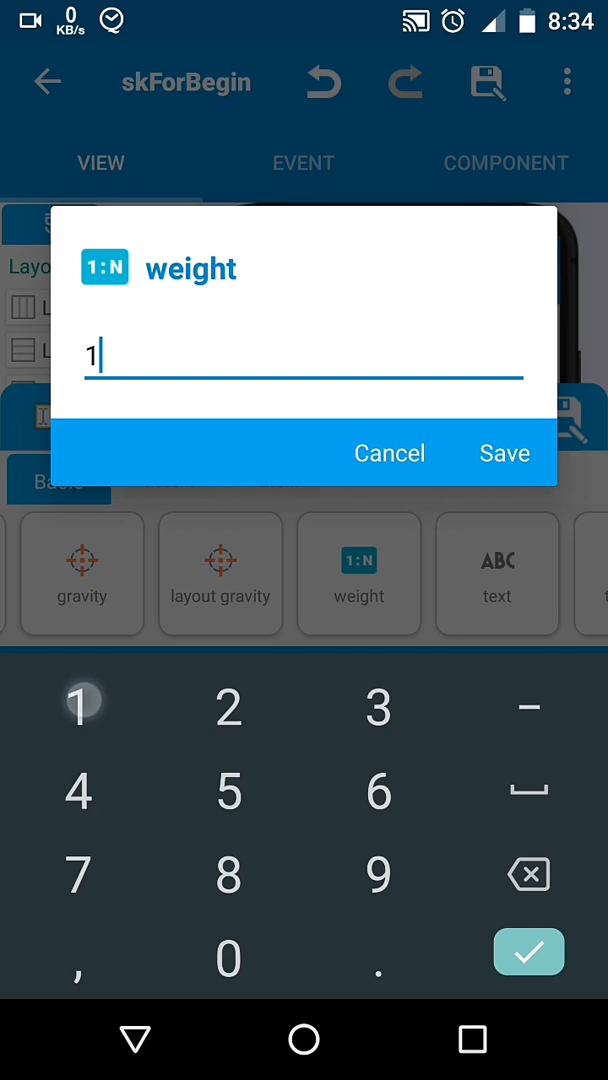 0
KB/s
8:34
skForBegin
VIEW EVENT COMPONENT
Layo
1:N weight
1
Cancel Save
gravity layout gravity 1:N weight ABC text
1 2 3 –
4 5 6
7 8 9
, 0 .